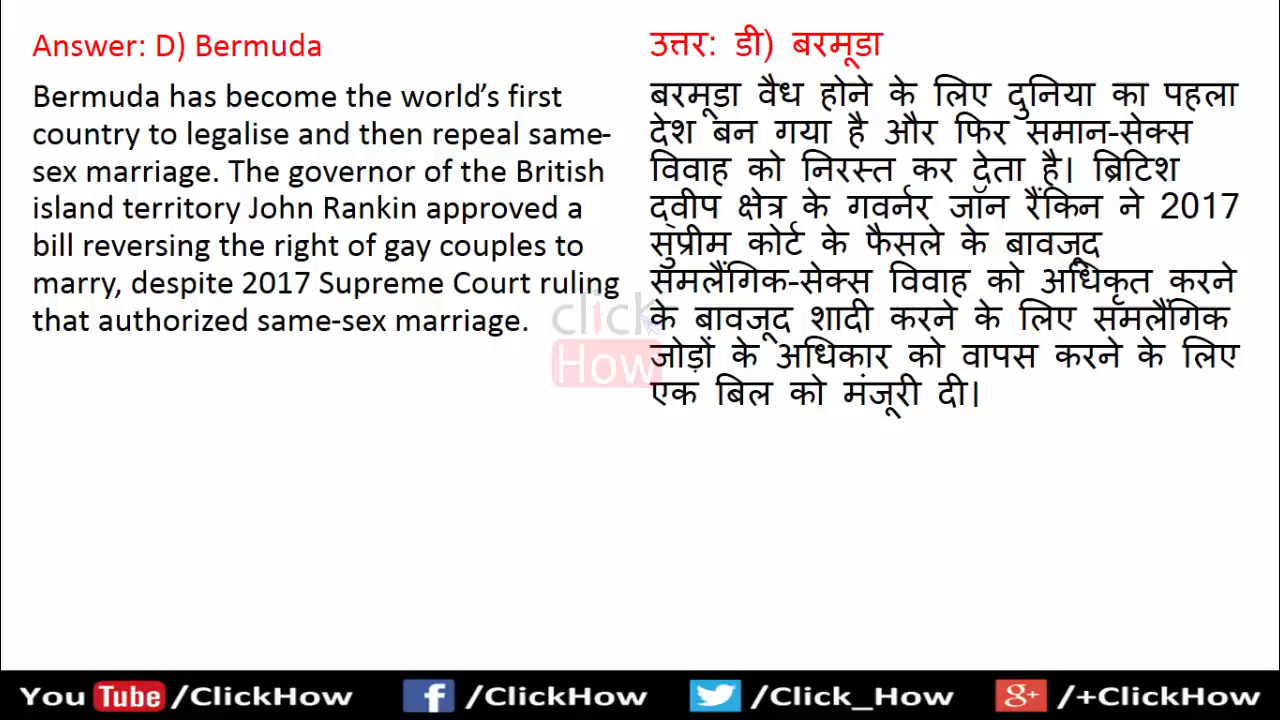 Answer: D) Bermuda
Bermuda has become the world’s first
country to legalise and then repeal same-
sex marriage. The governor of the British
island territory John Rankin approved a
bill reversing the right of gay couples to
marry, despite 2017 Supreme Court ruling
that authorized same-sex marriage.
उत्तर: डी) बरमूडा
बरमूडा वैध होने के लिए दुनिया का पहला
देश बन गया है और फिर समान-सेक्स
विवाह को निरस्त कर देता है। ब्रिटिश
द्वीप क्षेत्र के गवर्नर जॉन रैंकिन ने 2017
सुप्रीम कोर्ट के फैसले के बावजूद
समलैंगिक-सेक्स विवाह को अधिकृत करने
के बावजूद शादी करने के लिए समलैंगिक
जोड़ों के अधिकार को वापस करने के लिए
एक बिल को मंजूरी दी।
click
How
You Tube /ClickHow f /ClickHow /Click_How g+ /+ClickHow